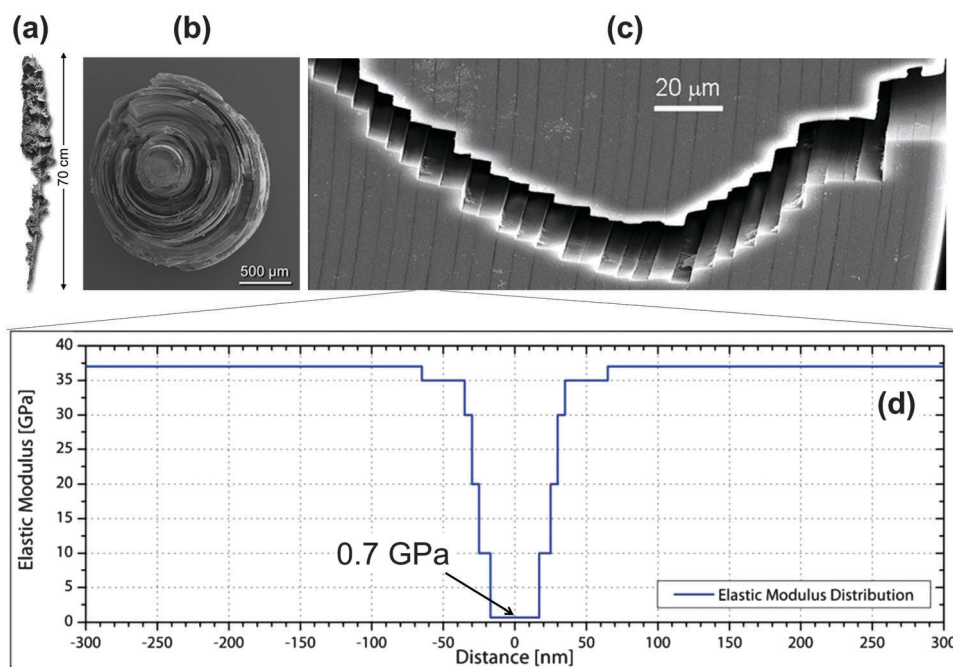 (a)
(b)
(c)
70 cm
500 µm
20 µm
(d)
40
35
30
25
20
15
10
5
0
Elastic Modulus [GPa]
0.7 GPa
Elastic Modulus Distribution
-300 -250 -200 -150 -100 -50 0 50 100 150 200 250 300
Distance [nm]